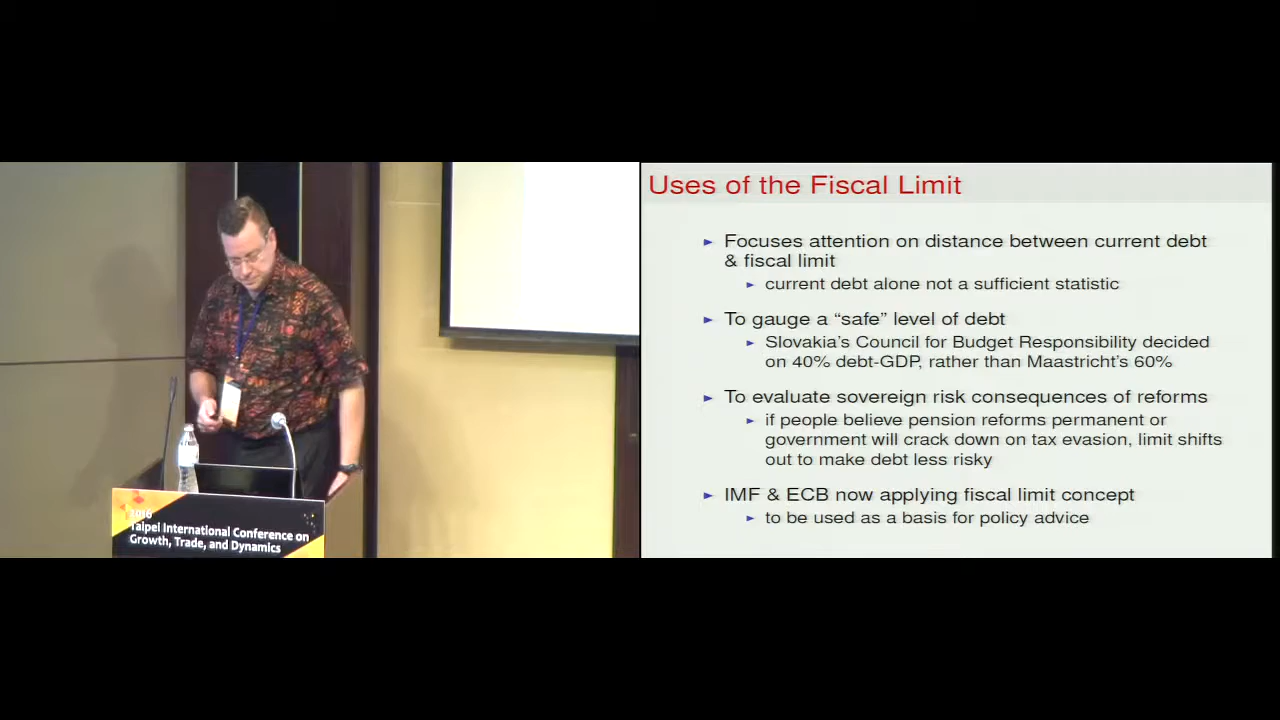 Uses of the Fiscal Limit
► Focuses attention on distance between current debt
& fiscal limit
► current debt alone not a sufficient statistic
► To gauge a “safe” level of debt
► Slovakia’s Council for Budget Responsibility decided
on 40% debt-GDP, rather than Maastricht’s 60%
► To evaluate sovereign risk consequences of reforms
► if people believe pension reforms permanent or
government will crack down on tax evasion, limit shifts
out to make debt less risky
► IMF & ECB now applying fiscal limit concept
► to be used as a basis for policy advice
2016
Taipei International Conference on
Growth, Trade, and Dynamics